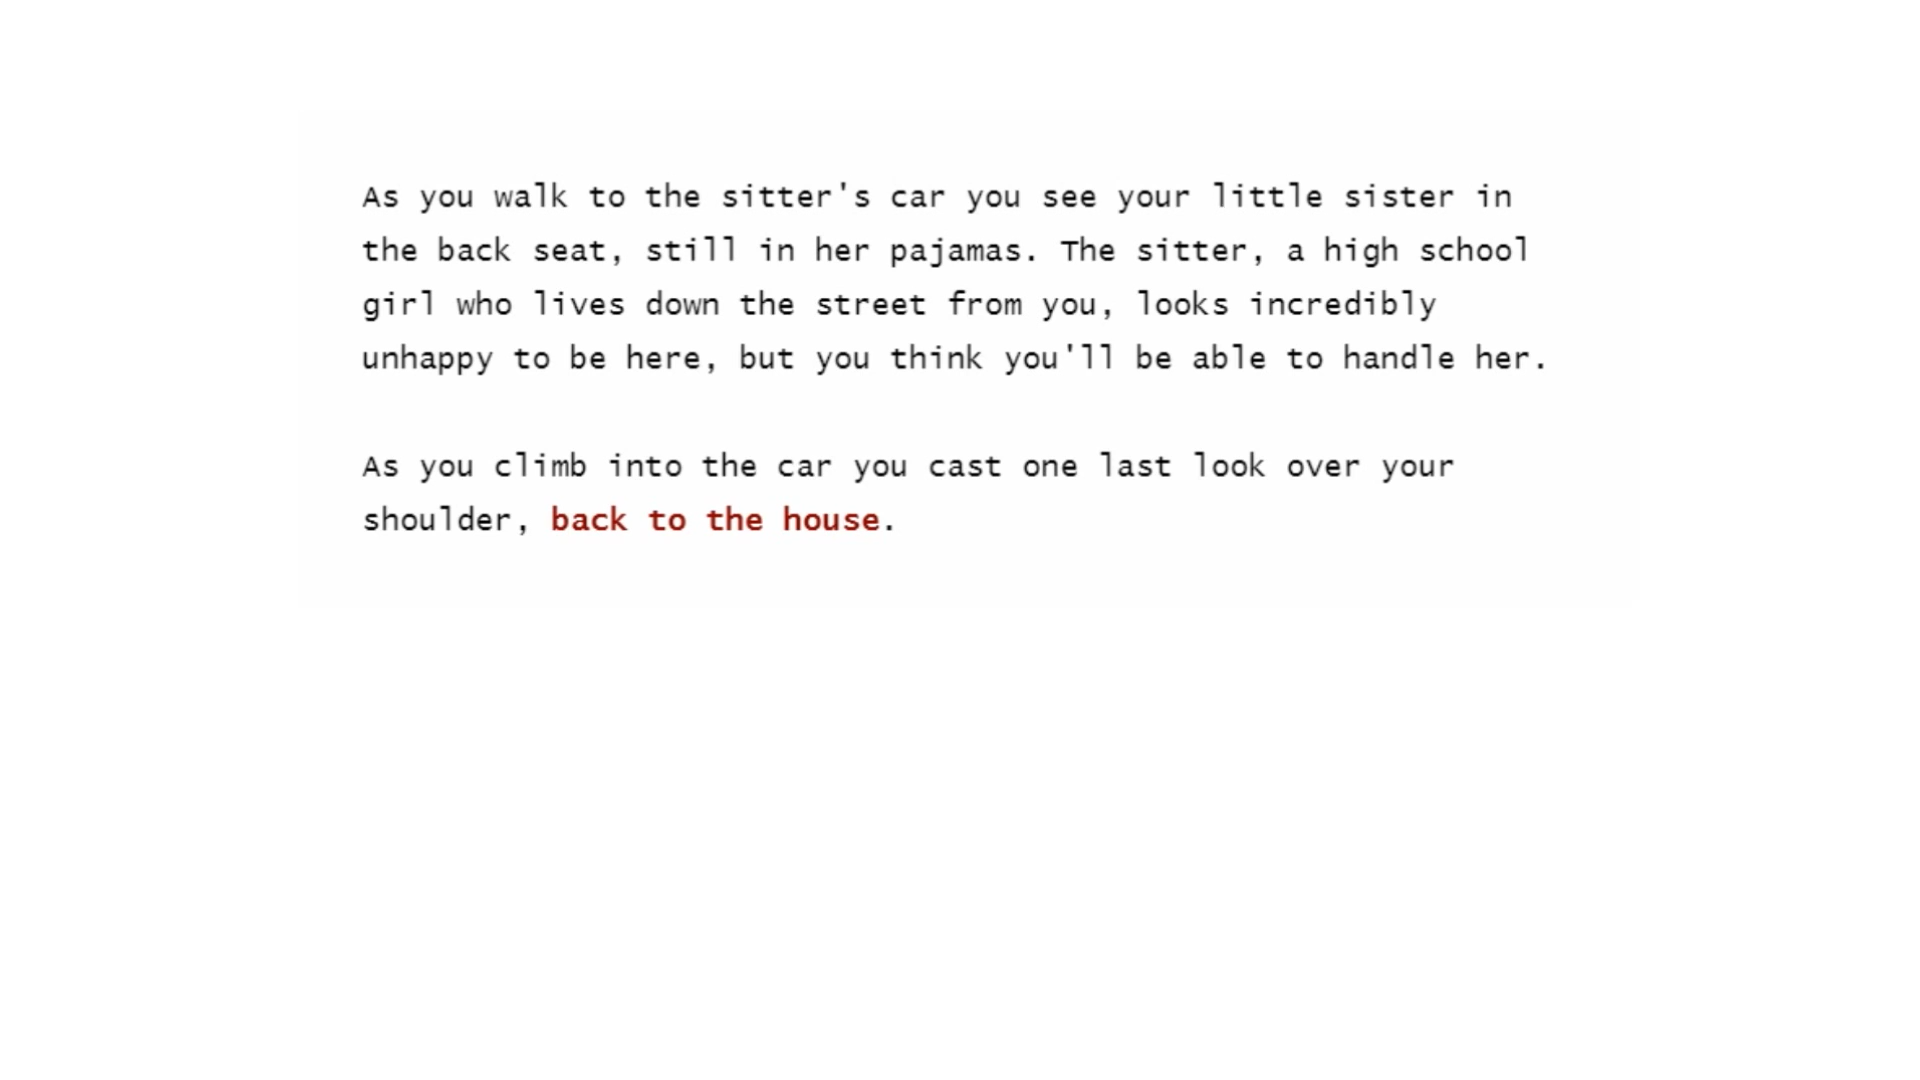 As you walk to the sitter's car you see your little sister in
the back seat, still in her pajamas. The sitter, a high school
girl who lives down the street from you, looks incredibly
unhappy to be here, but you think you'll be able to handle her.
As you climb into the car you cast one last look over your
shoulder, back to the house.